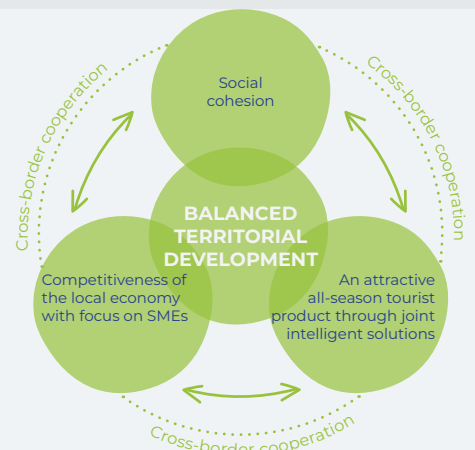 Social
cohesion
Cross-border cooperation
Cross-border cooperation
BALANCED
TERRITORIAL
DEVELOPMENT
Competitiveness of
the local economy
with focus on SMEs
An attractive
all-season tourist
product through joint
intelligent solutions
Cross-border cooperation